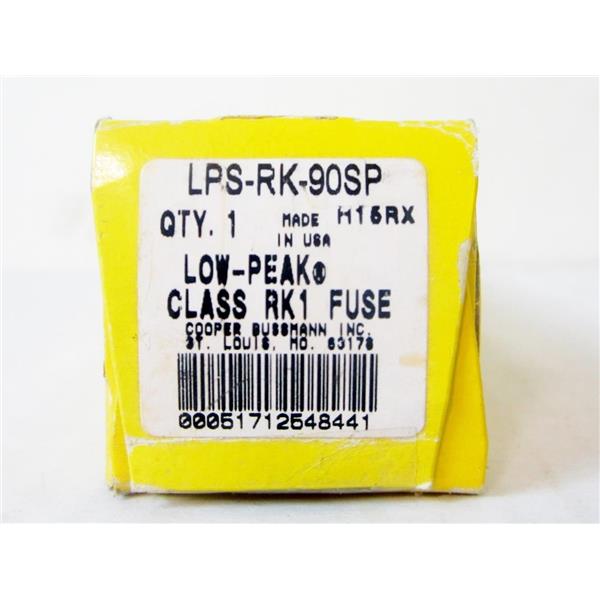 LPS-RK-90SP
QTY. 1 MADE IN USA H15RX
LOW-PEAK®
CLASS RK1 FUSE
COOPER BUSSMANN INC.
ST. LOUIS, MO. 63178
00051712548441